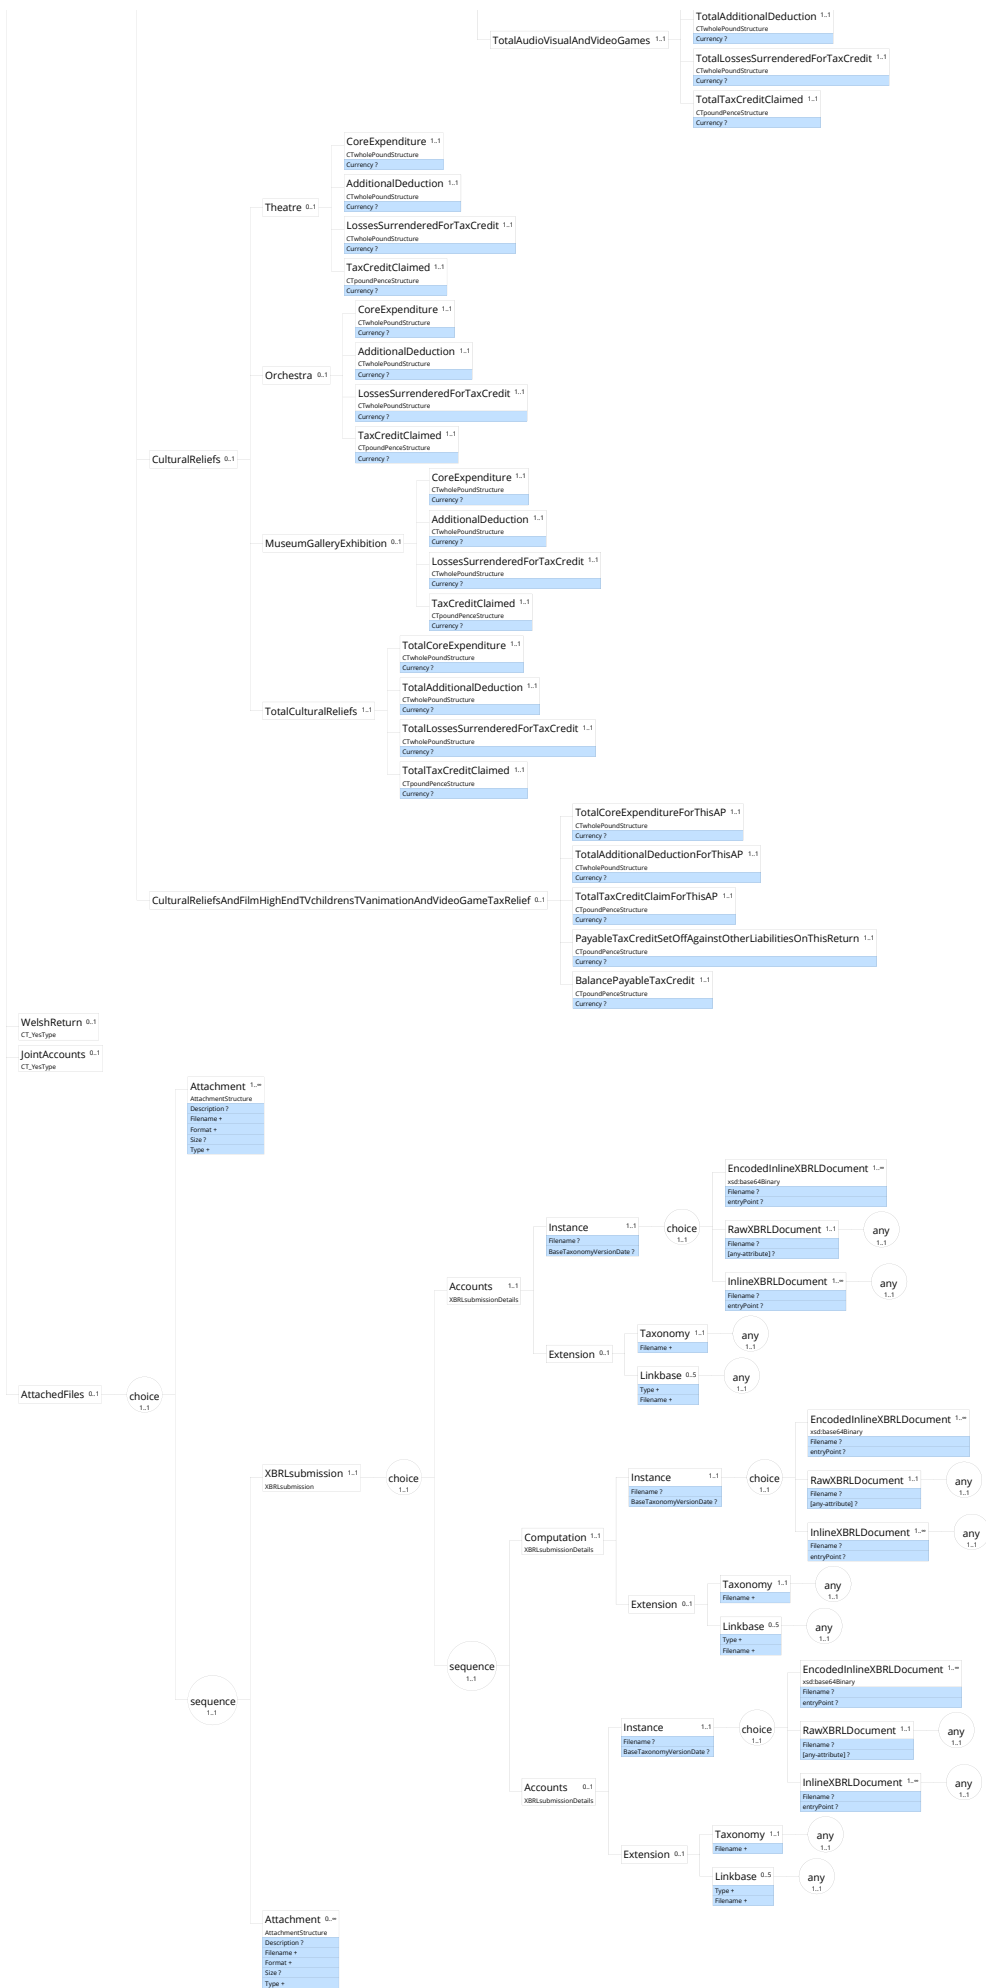 TotalAdditionalDeduction 1..1
CTwholePoundStructure
Currency ?
TotalAudioVisualAndVideoGames 1..1
TotalLossesSurrenderedForTaxCredit 1..1
CTwholePoundStructure
Currency ?
TotalTaxCreditClaimed 1..1
CTpoundPenceStructure
Currency ?
CoreExpenditure 1..1
CTwholePoundStructure
Currency ?
AdditionalDeduction 1..1
CTwholePoundStructure
Currency ?
Theatre 0..1
LossesSurrenderedForTaxCredit 1..1
CTwholePoundStructure
Currency ?
TaxCreditClaimed 1..1
CTpoundPenceStructure
Currency ?
CoreExpenditure 1..1
CTwholePoundStructure
Currency ?
AdditionalDeduction 1..1
CTwholePoundStructure
Currency ?
Orchestra 0..1
LossesSurrenderedForTaxCredit 1..1
CTwholePoundStructure
Currency ?
TaxCreditClaimed 1..1
CTpoundPenceStructure
Currency ?
CulturalReliefs 0..1
CoreExpenditure 1..1
CTwholePoundStructure
Currency ?
AdditionalDeduction 1..1
CTwholePoundStructure
Currency ?
MuseumGalleryExhibition 0..1
LossesSurrenderedForTaxCredit 1..1
CTwholePoundStructure
Currency ?
TaxCreditClaimed 1..1
CTpoundPenceStructure
Currency ?
TotalCoreExpenditure 1..1
CTwholePoundStructure
Currency ?
TotalAdditionalDeduction 1..1
CTwholePoundStructure
Currency ?
TotalCulturalReliefs 1..1
TotalLossesSurrenderedForTaxCredit 1..1
CTwholePoundStructure
Currency ?
TotalTaxCreditClaimed 1..1
CTpoundPenceStructure
Currency ?
TotalCoreExpenditureForThisAP 1..1
CTwholePoundStructure
Currency ?
TotalAdditionalDeductionForThisAP 1..1
CTwholePoundStructure
Currency ?
CulturalReliefsAndFilmHighEndTVchildrensTVanimationAndVideoGameTaxRelief 0..1
TotalTaxCreditClaimForThisAP 1..1
CTpoundPenceStructure
Currency ?
PayableTaxCreditSetOffAgainstOtherLiabilitiesOnThisReturn 1..1
CTpoundPenceStructure
Currency ?
BalancePayableTaxCredit 1..1
CTpoundPenceStructure
Currency ?
WelshReturn 0..1
CT_YesType
JointAccounts 0..1
CT_YesType
Attachment 1..∞
AttachmentStructure
Description ?
Filename +
Format +
Size ?
Type +
EncodedInlineXBRLDocument 1..∞
xsd:base64Binary
Filename ?
entryPoint ?
Instance 1..1
Filename ?
BaseTaxonomyVersionDate ?
choice
1..1
RawXBRLDocument 1..1
Filename ?
[any-attribute] ?
any
1..1
InlineXBRLDocument 1..∞
Filename ?
entryPoint ?
any
1..1
Accounts 1..1
XBRLsubmissionDetails
Taxonomy 1..1
Filename +
any
1..1
Extension 0..1
Linkbase 0..5
Type +
Filename +
any
1..1
AttachedFiles 0..1
choice
1..1
EncodedInlineXBRLDocument 1..∞
xsd:base64Binary
Filename ?
entryPoint ?
XBRLsubmission 1..1
XBRLsubmission
choice
1..1
Instance 1..1
Filename ?
BaseTaxonomyVersionDate ?
choice
1..1
RawXBRLDocument 1..1
Filename ?
[any-attribute] ?
any
1..1
InlineXBRLDocument 1..∞
Filename ?
entryPoint ?
any
1..1
Computation 1..1
XBRLsubmissionDetails
Taxonomy 1..1
Filename +
any
1..1
Extension 0..1
Linkbase 0..5
Type +
Filename +
any
1..1
sequence
1..1
EncodedInlineXBRLDocument 1..∞
xsd:base64Binary
Filename ?
entryPoint ?
sequence
1..1
Instance 1..1
Filename ?
BaseTaxonomyVersionDate ?
choice
1..1
RawXBRLDocument 1..1
Filename ?
[any-attribute] ?
any
1..1
InlineXBRLDocument 1..∞
Filename ?
entryPoint ?
any
1..1
Accounts 0..1
XBRLsubmissionDetails
Taxonomy 1..1
Filename +
any
1..1
Extension 0..1
Linkbase 0..5
Type +
Filename +
any
1..1
Attachment 0..∞
AttachmentStructure
Description ?
Filename +
Format +
Size ?
Type +